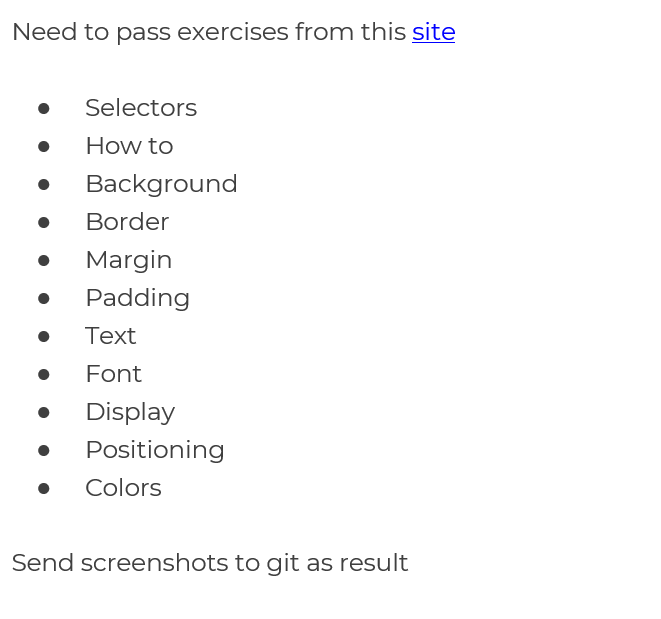 Need to pass exercises from this site
● Selectors
● How to
● Background
● Border
● Margin
● Padding
● Text
● Font
● Display
● Positioning
● Colors
Send screenshots to git as result